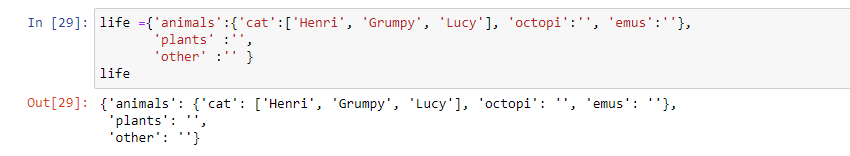 In [29]: life ={'animals':{'cat':['Henri', 'Grumpy', 'Lucy'], 'octopi':'', 'emus':''},
'plants' :'',
'other' :'' }
life
Out[29]: {'animals': {'cat': ['Henri', 'Grumpy', 'Lucy'], 'octopi': '', 'emus': ''},
'plants': '',
'other': ''}